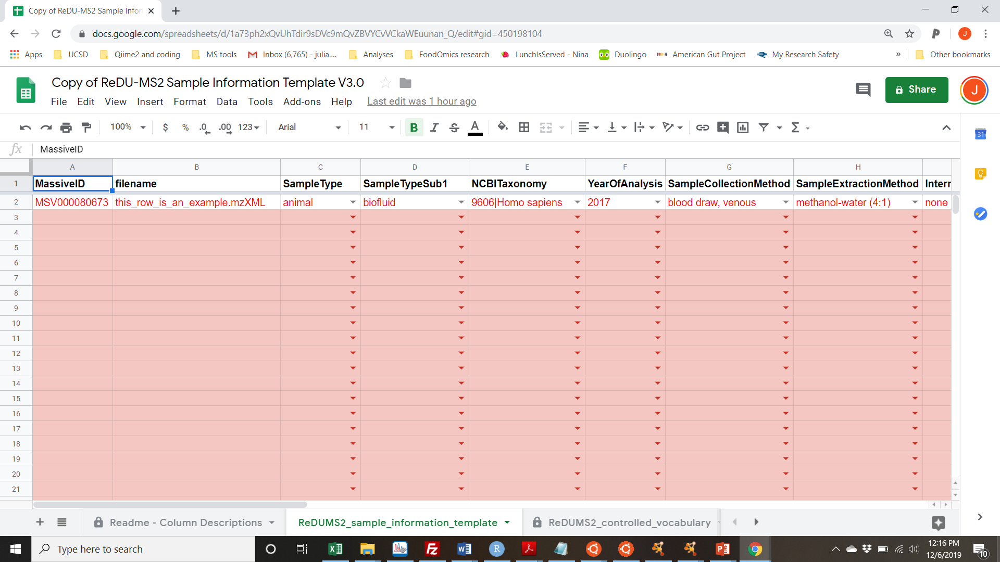 Copy of ReDU-MS2 Sample Infor
docs.google.com/spreadsheets/d/1a73ph2xQvUhTdir9sDVc9mQvZBVYCvVCkaWEuunan_Q/edit#gid=450198104
J
Apps UCSD Qiime2 and coding MS tools Inbox (6,765) - julia.... Analyses FoodOmics research LunchIsServed - Nina Duolingo American Gut Project My Research Safety » Other bookmarks
Copy of ReDU-MS2 Sample Information Template V3.0
Share
J
File Edit View Insert Format Data Tools Add-ons Help Last edit was 1 hour ago
100% $ % .0 .00 123 Arial 11 B I S A Σ
31
fx MassiveID
A B C D E F G H
1 MassiveID filename SampleType SampleTypeSub1 NCBITaxonomy YearOfAnalysis SampleCollectionMethod SampleExtractionMethod Interr
2 MSV000080673 this_row_is_an_example.mzXML animal biofluid 9606|Homo sapiens 2017 blood draw, venous methanol-water (4:1) none
3
4
5
6
7
8
9
10
11
12
13
14
15
16
17
18
19
20
21
Readme - Column Descriptions ReDUMS2_sample_information_template ReDUMS2_controlled_vocabulary
Type here to search
12:16 PM
12/6/2019
10